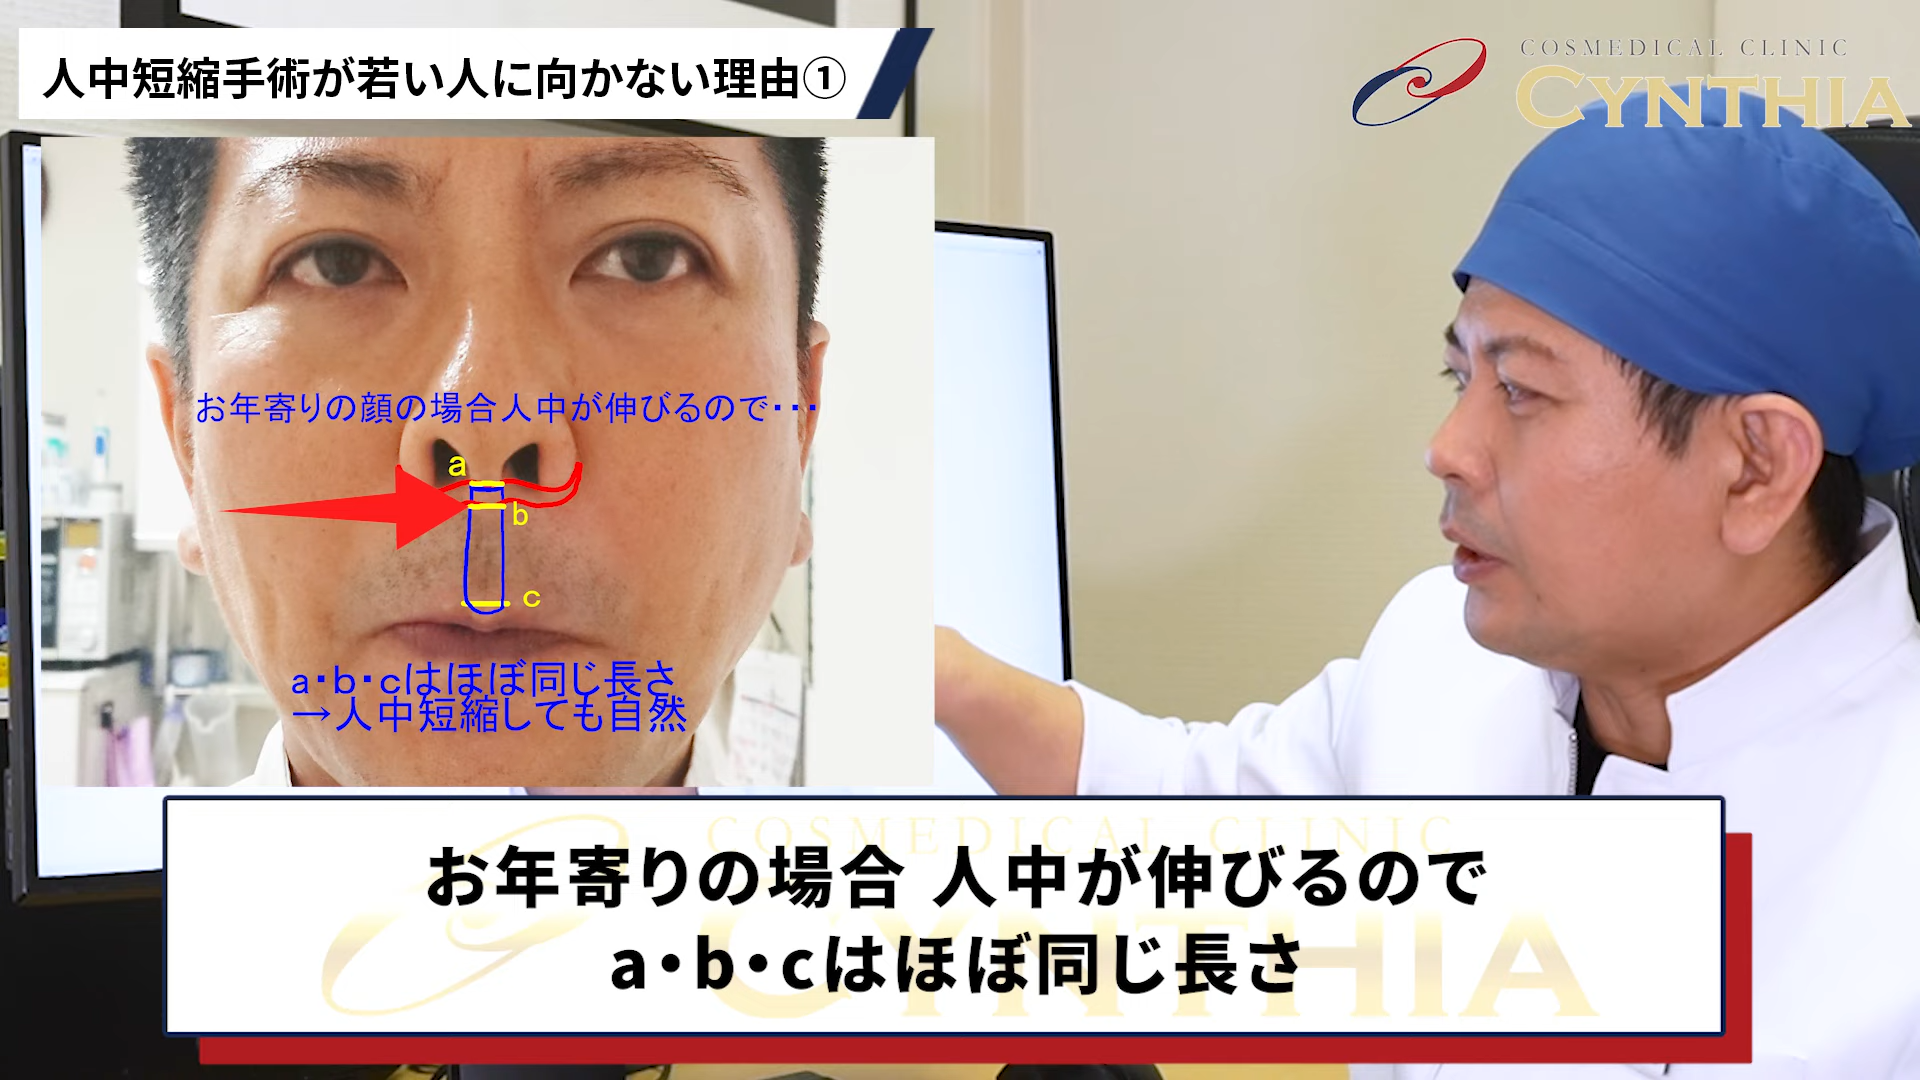 人中短縮手術が若い人に向かない理由①
COSMEDICAL CLINIC
CYNTHIA
お年寄りの顔の場合人中が伸びるので・・・
a
b
c
a・b・cはほぼ同じ長さ
→人中短縮しても自然
COSMEDICAL CLINIC
CYNTHIA
お年寄りの場合 人中が伸びるので
a・b・cはほぼ同じ長さ